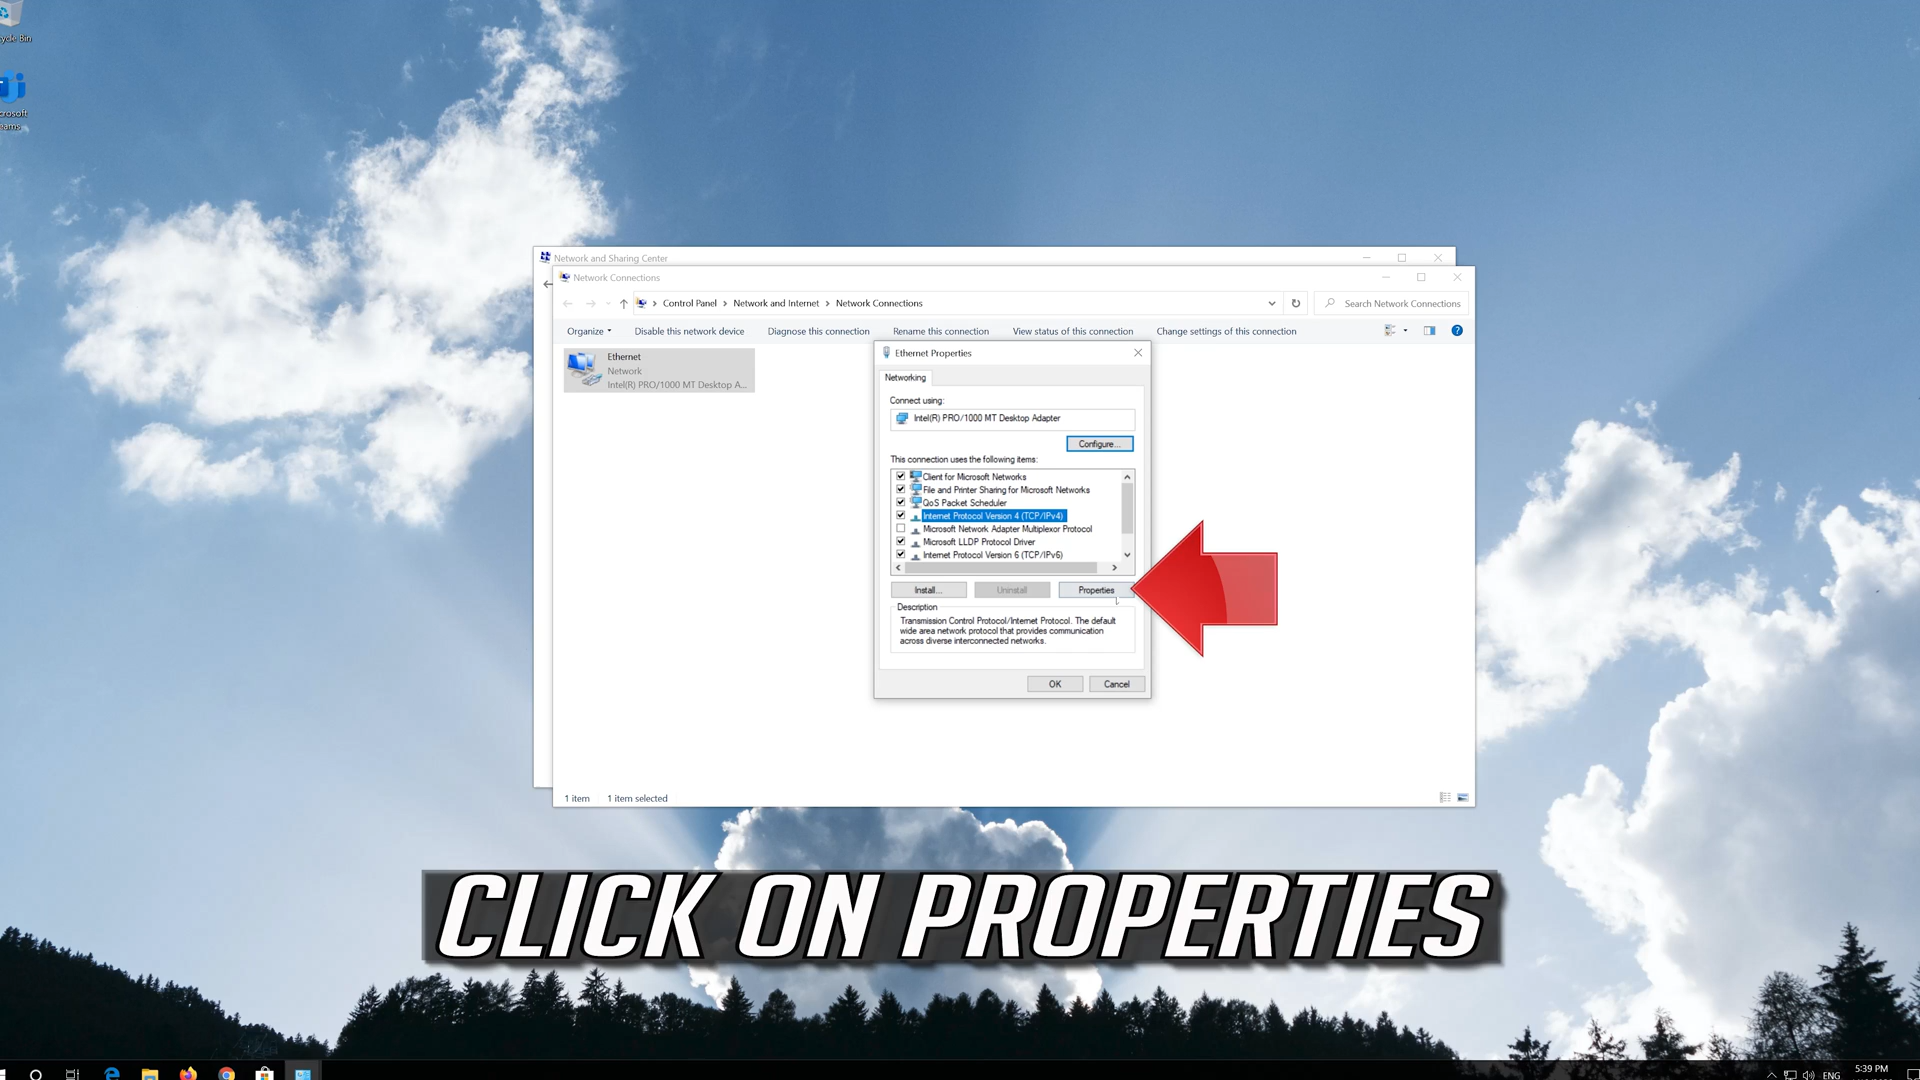 ycle Bin
crosoft
eams
Network and Sharing Center
Network Connections
Control Panel > Network and Internet > Network Connections
Search Network Connections
Organize Disable this network device Diagnose this connection Rename this connection View status of this connection Change settings of this connection
Ethernet
Network
Intel(R) PRO/1000 MT Desktop A...
Ethernet Properties
Networking
Connect using:
Intel(R) PRO/1000 MT Desktop Adapter
Configure...
This connection uses the following items:
Client for Microsoft Networks
File and Printer Sharing for Microsoft Networks
QoS Packet Scheduler
Internet Protocol Version 4 (TCP/IPv4)
Microsoft Network Adapter Multiplexor Protocol
Microsoft LLDP Protocol Driver
Internet Protocol Version 6 (TCP/IPv6)
Install... Uninstall Properties
Description
Transmission Control Protocol/Internet Protocol. The default
wide area network protocol that provides communication
across diverse interconnected networks.
OK Cancel
1 item 1 item selected
CLICK ON PROPERTIES
ENG 5:39 PM